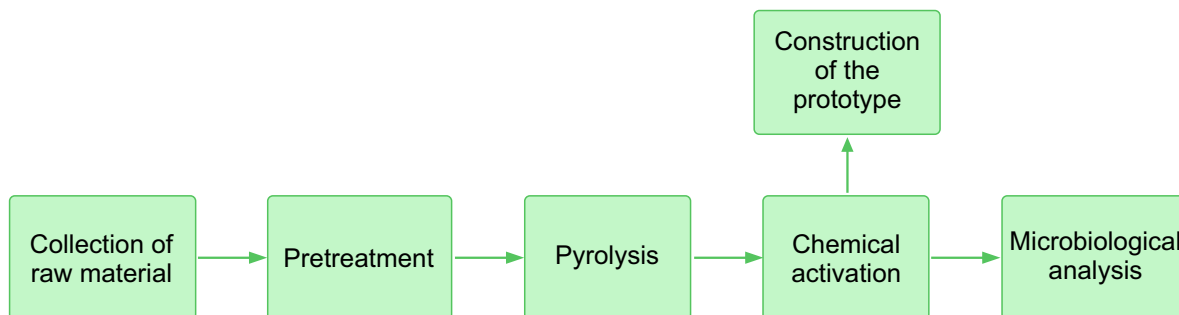 Construction
of the
prototype
Collection of
raw material
Pretreatment
Pyrolysis
Chemical
activation
Microbiological
analysis